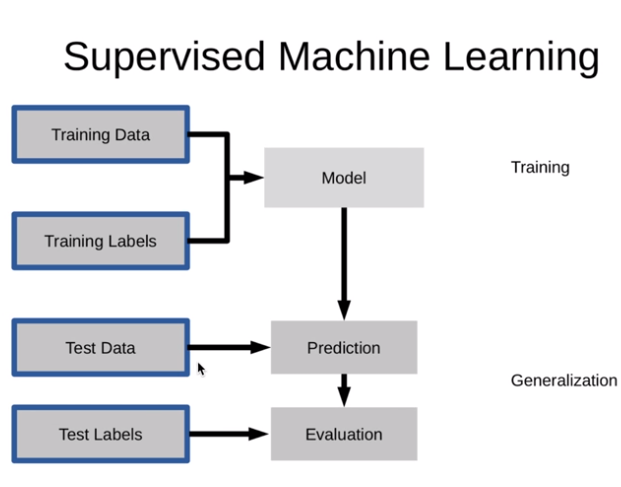 Supervised Machine Learning
Training Data
Training Labels
Model
Training
Test Data
Prediction
Generalization
Test Labels
Evaluation